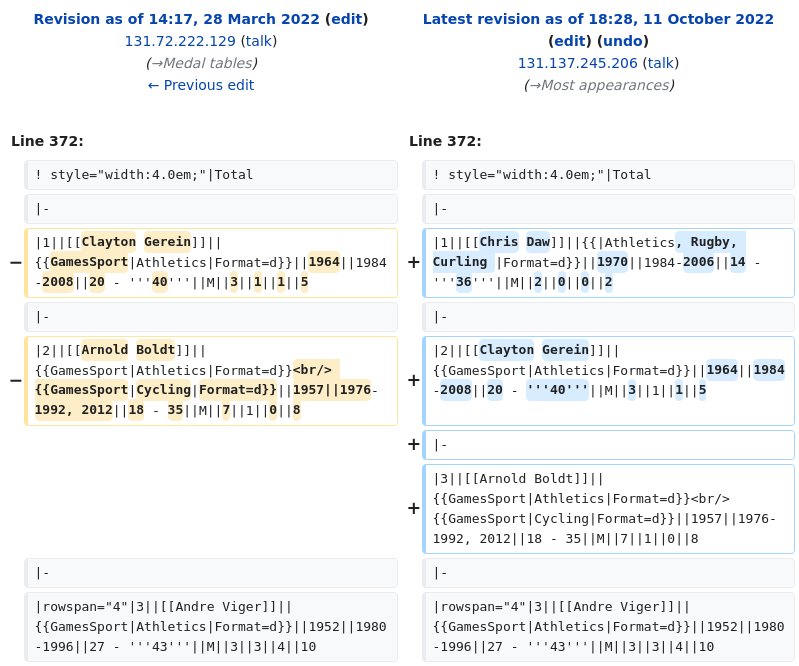 Revision as of 14:17, 28 March 2022 (edit)
131.72.222.129 (talk)
(→Medal tables)
← Previous edit
Latest revision as of 18:28, 11 October 2022
(edit) (undo)
131.137.245.206 (talk)
(→Most appearances)
Line 372:
! style="width:4.0em;"|Total
|-
− |1||[[Clayton Gerein]]||
{{GamesSport|Athletics|Format=d}}||1964||1984
-2008||20 - '''40'''||M||3||1||1||5
|-
− |2||[[Arnold Boldt]]||
{{GamesSport|Athletics|Format=d}}<br/>
{{GamesSport|Cycling|Format=d}}||1957||1976-
1992, 2012||18 - 35||M||7||1||0||8
|-
|rowspan="4"|3||[[Andre Viger]]||
{{GamesSport|Athletics|Format=d}}||1952||1980
-1996||27 - '''43'''||M||3||3||4||10
Line 372:
! style="width:4.0em;"|Total
|-
+ |1||[[Chris Daw]]||{{|Athletics, Rugby,
Curling |Format=d}}||1970||1984-2006||14 -
'''36'''||M||2||0||0||2
|-
+ |2||[[Clayton Gerein]]||
{{GamesSport|Athletics|Format=d}}||1964||1984
-2008||20 - '''40'''||M||3||1||1||5
+ |-
+ |3||[[Arnold Boldt]]||
{{GamesSport|Athletics|Format=d}}<br/>
{{GamesSport|Cycling|Format=d}}||1957||1976-
1992, 2012||18 - 35||M||7||1||0||8
|-
|rowspan="4"|3||[[Andre Viger]]||
{{GamesSport|Athletics|Format=d}}||1952||1980
-1996||27 - '''43'''||M||3||3||4||10